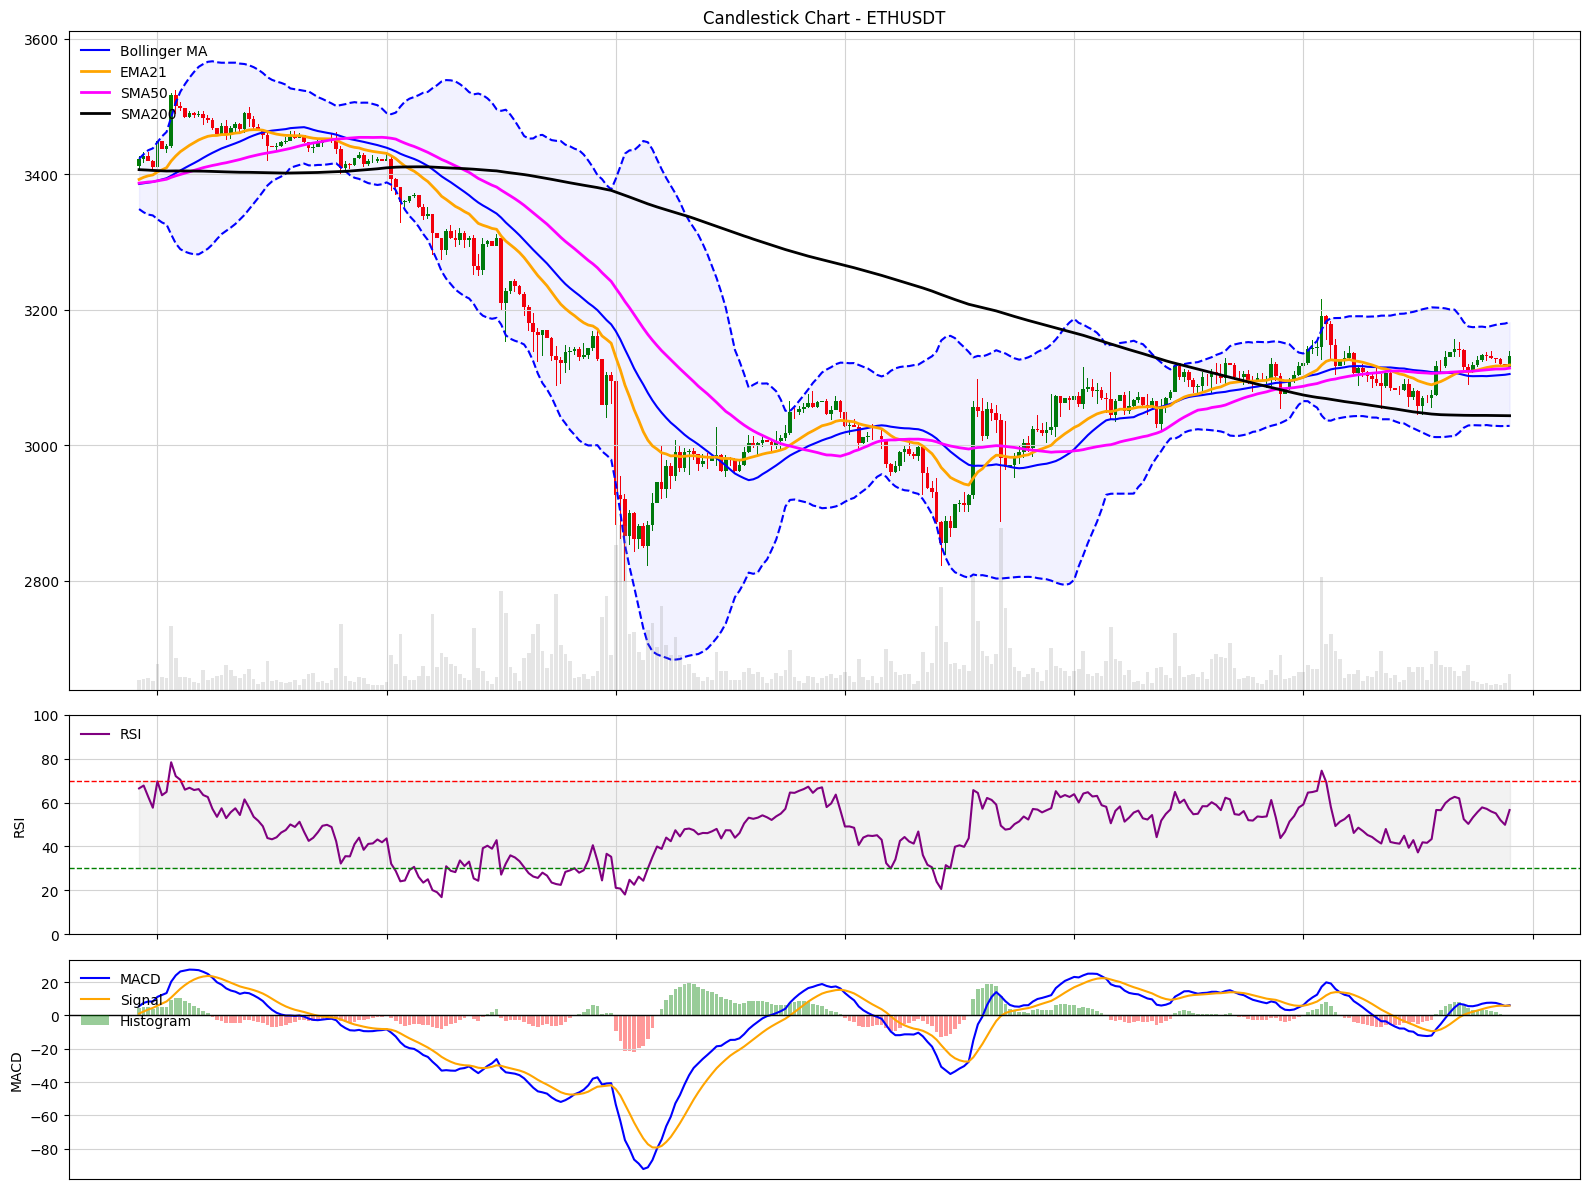 Candlestick Chart - ETHUSDT
3600
3400
3200
3000
2800
Bollinger MA
EMA21
SMA50
SMA200
100
80
60
40
20
0
RSI
RSI
20
0
−20
−40
−60
−80
MACD
MACD
Signal
Histogram